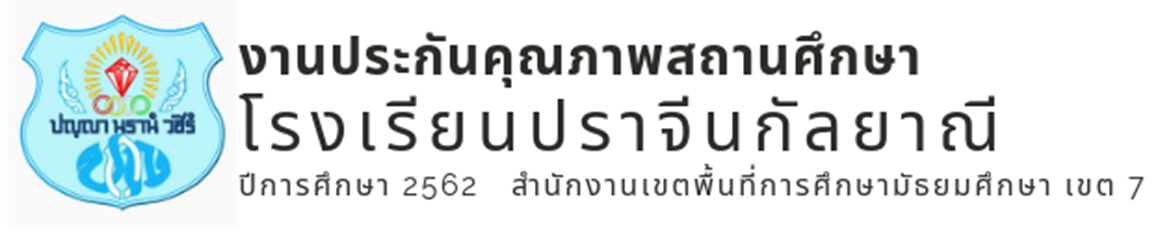 งานประกันคุณภาพสถานศึกษา
โรงเรียนปราจีนกัลยาณี
ปีการศึกษา 2562 สำนักงานเขตพื้นที่การศึกษามัธยมศึกษา เขต 7
ปญฺญา นรานํ